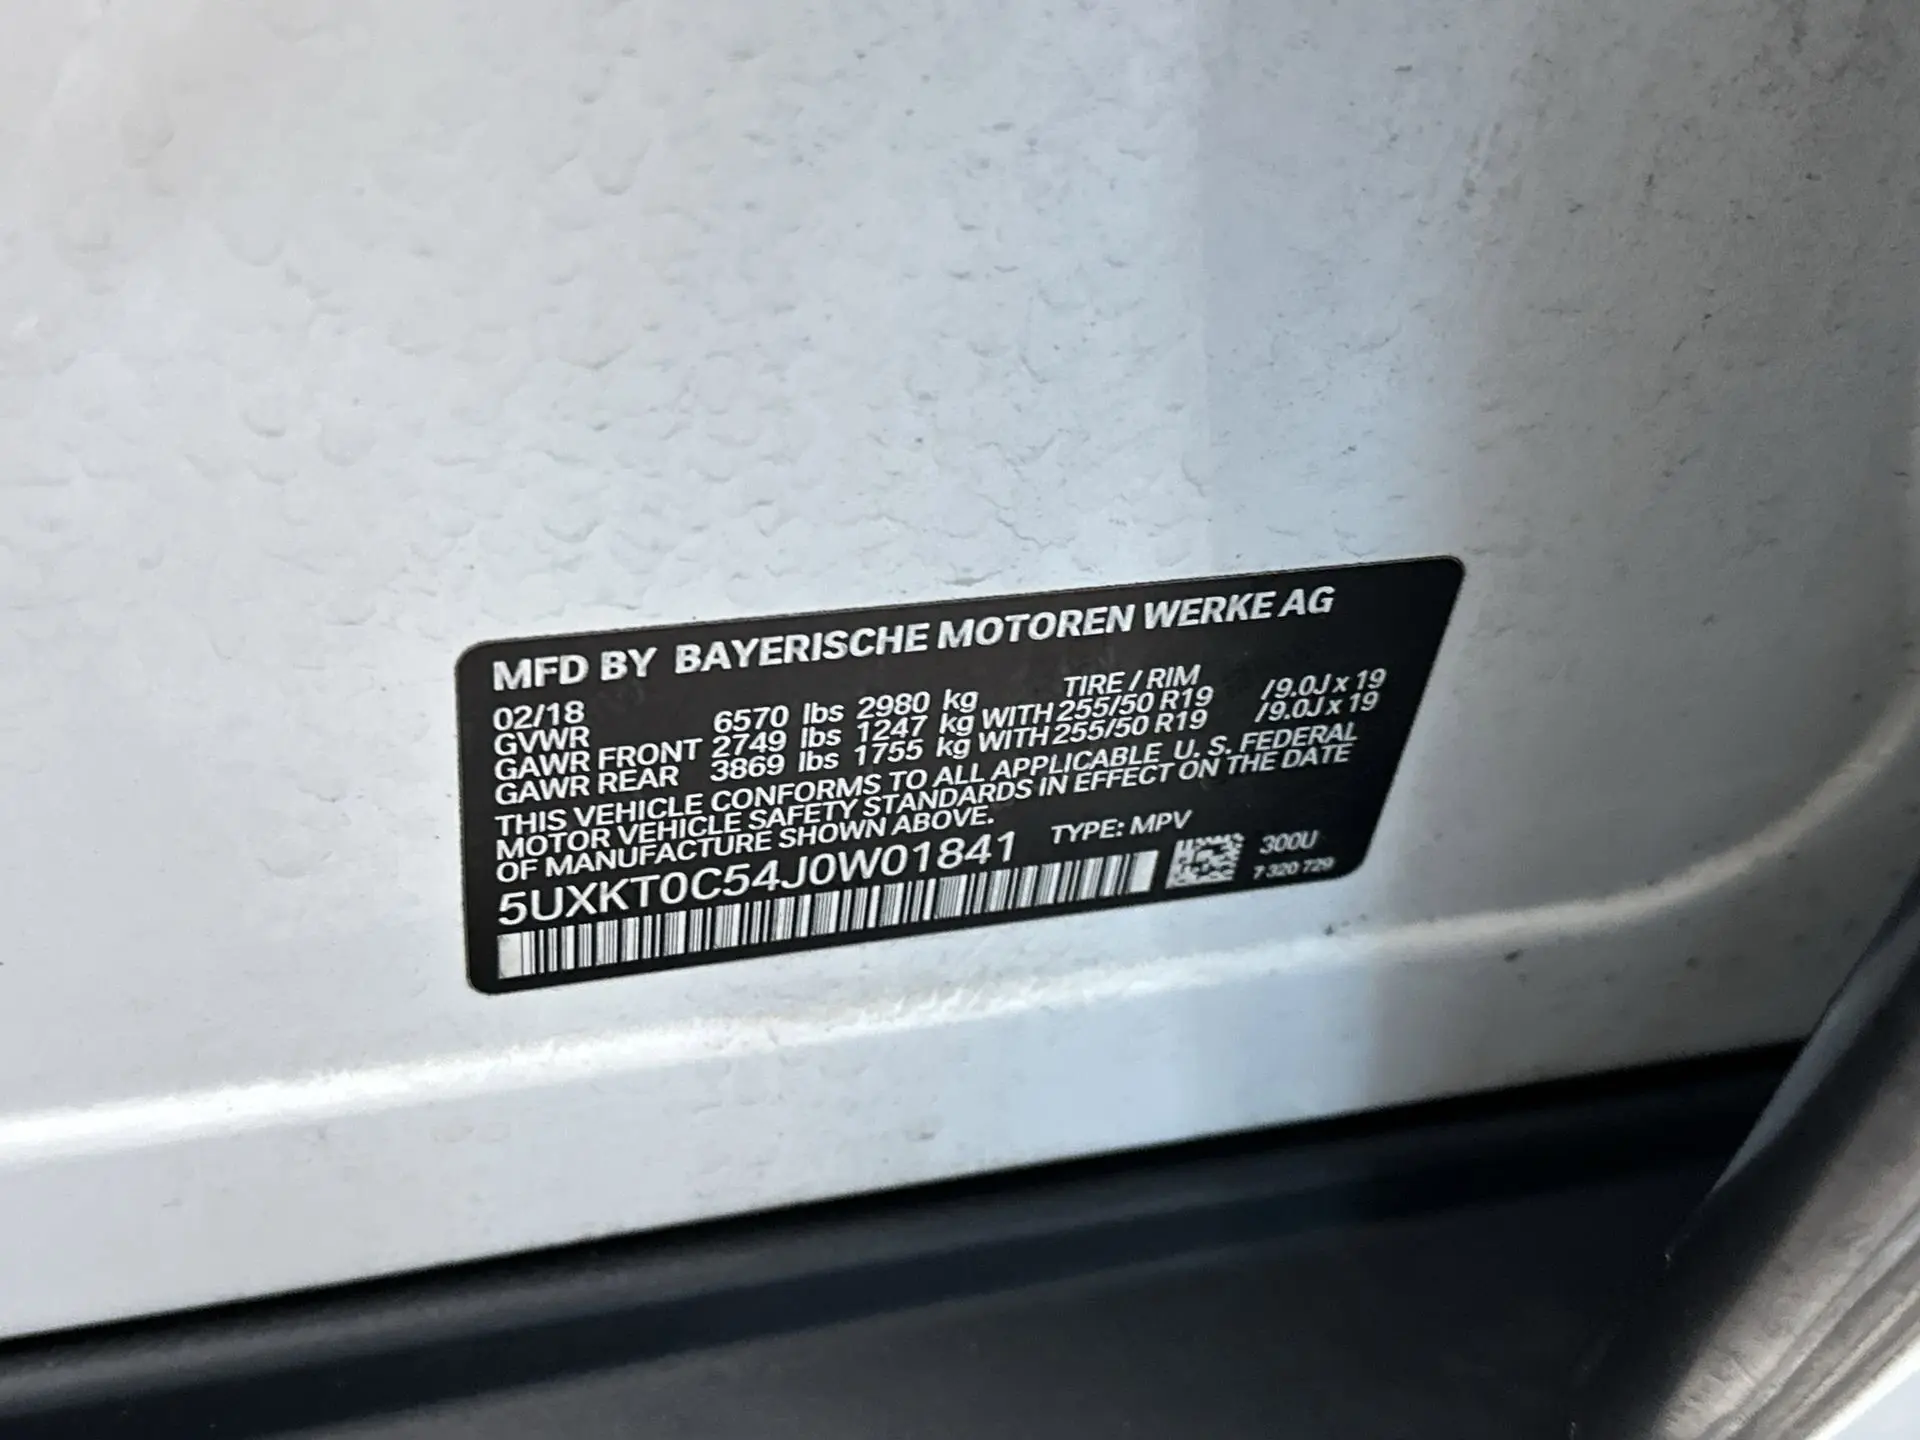 MFD BY BAYERISCHE MOTOREN WERKE AG
02/18 TIRE / RIM
GVWR 6570 lbs 2980 kg
GAWR FRONT 2749 lbs 1247 kg WITH 255/50 R19 /9.0J x 19
GAWR REAR 3869 lbs 1755 kg WITH 255/50 R19 /9.0J x 19
THIS VEHICLE CONFORMS TO ALL APPLICABLE U. S. FEDERAL
MOTOR VEHICLE SAFETY STANDARDS IN EFFECT ON THE DATE
OF MANUFACTURE SHOWN ABOVE.
5UXKT0C54J0W01841 TYPE: MPV
300U
7 320 729